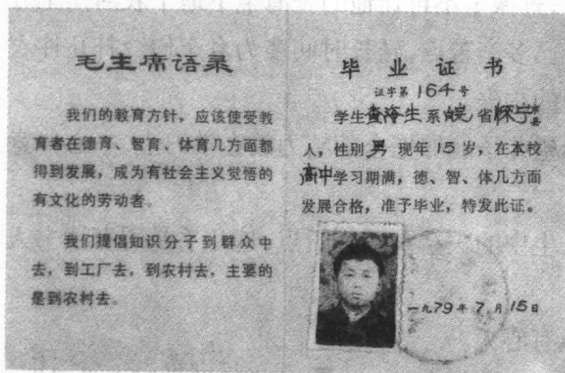 毛主席语录
我们的教育方针，应该使受教
育者在德育、智育、体育几方面都
得到发展，成为有社会主义觉悟的
有文化的劳动者。
我们提倡知识分子到群众中
去，到工厂去，到农村去，主要的
是到农村去。
毕业证书
证字第164号
学生查海生系皖省怀宁市县
人，性别男现年15岁，在本校
高中学习期满，德、智、体几方面
发展合格，准予毕业，特发此证。
一九79年7月15日